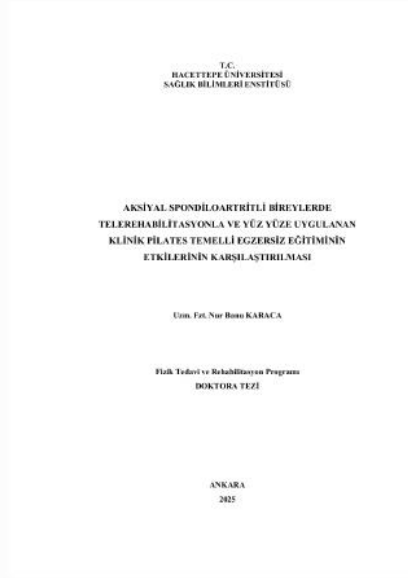 T.C.
HACETTEPE ÜNİVERSİTESİ
SAĞLIK BİLİMLERİ ENSTİTÜSÜ
AKSİYAL SPONDİLOARTRİTLİ BİREYLERDE
TELEREHABİLİTASYONLA VE YÜZ YÜZE UYGULANAN
KLİNİK PİLATES TEMELLİ EGZERSİZ EĞİTİMİNİN
ETKİLERİNİN KARŞILAŞTIRILMASI
Uzm. Fzt. Nur Banu KARACA
Fizik Tedavi ve Rehabilitasyon Programı
DOKTORA TEZİ
ANKARA
2025